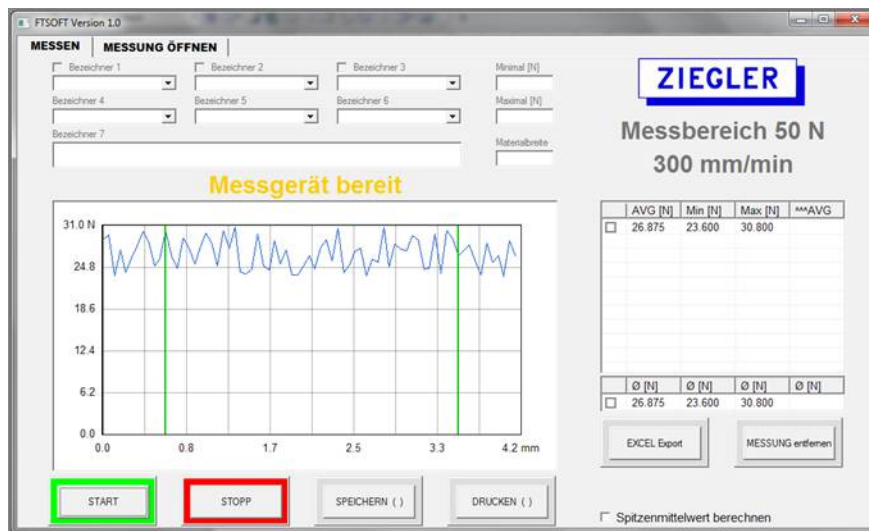 FTSOFT Version 1.0
MESSEN MESSUNG ÖFFNEN
Bezeichner 1 Bezeichner 2 Bezeichner 3 Minimal [N]
Bezeichner 4 Bezeichner 5 Bezeichner 6 Maximal [N]
Bezeichner 7 Materialbreite
ZIEGLER
Messbereich 50 N
300 mm/min
Messgerät bereit
AVG [N] Min [N] Max [N] ^^^AVG
26.875 23.600 30.800
31.0 N
24.8
18.6
12.4
6.2
0.0
0.0 0.8 1.7 2.5 3.3 4.2 mm
Ø [N] Ø [N] Ø [N] Ø [N]
26.875 23.600 30.800
EXCEL Export MESSUNG entfernen
START STOPP SPEICHERN ( ) DRUCKEN ( )
Spitzenmittelwert berechnen